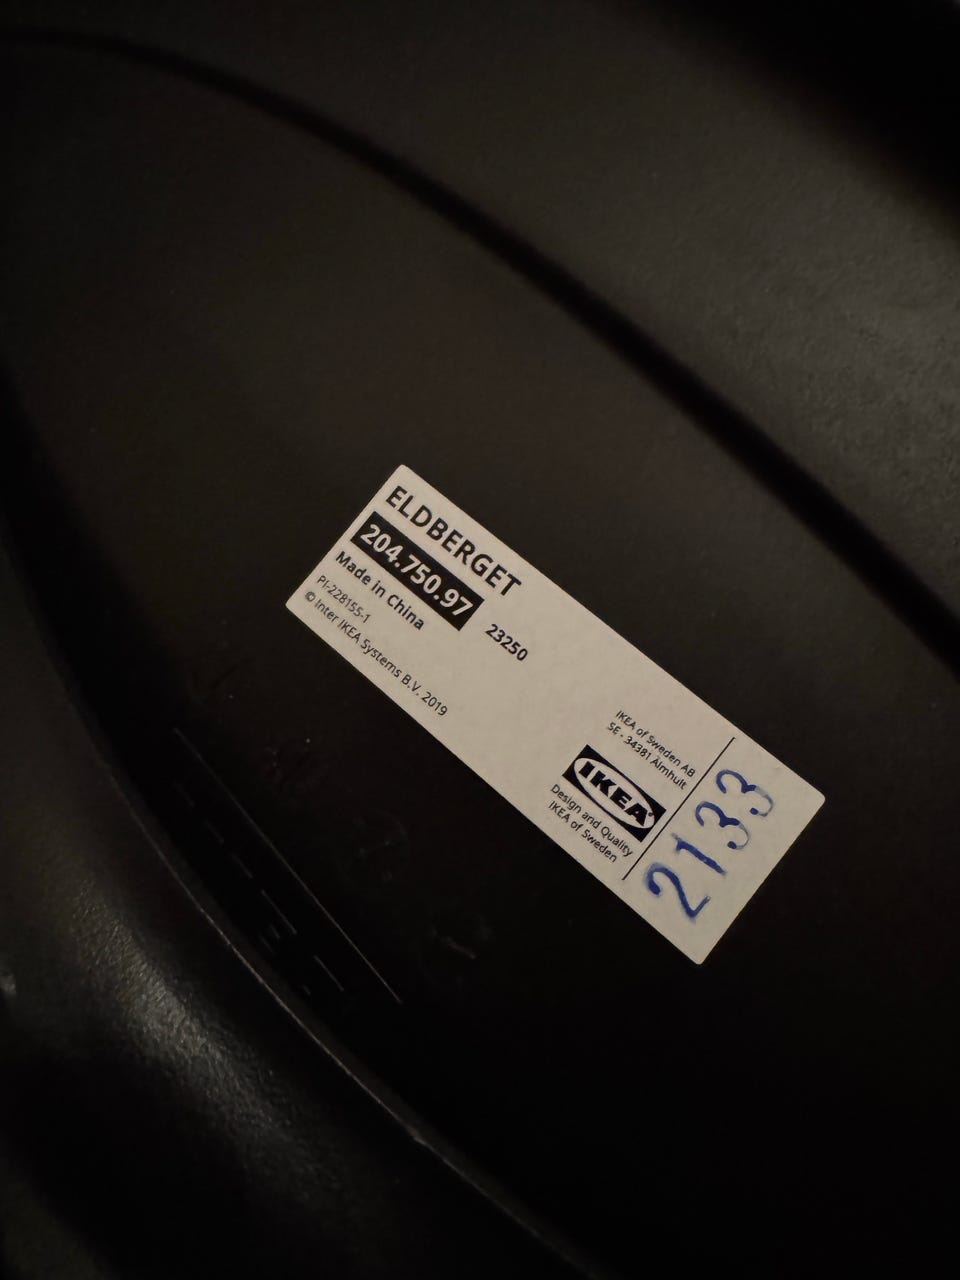 ELDBERGET
204.750.97 23250
Made in China
PI-228155-1
© Inter IKEA Systems B.V. 2019
IKEA of Sweden AB
SE - 34381 Älmhult
IKEA®
Design and Quality
IKEA of Sweden
2133